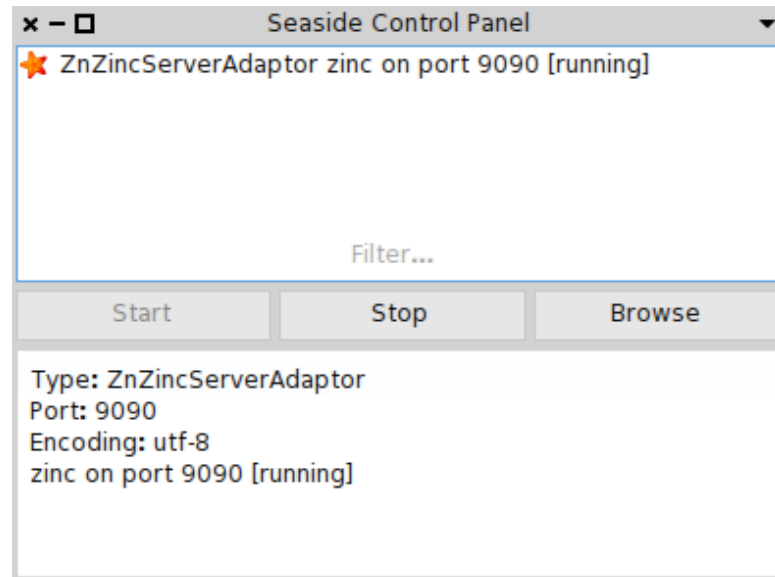 Seaside Control Panel
ZnZincServerAdaptor zinc on port 9090 [running]
Filter...
Start Stop Browse
Type: ZnZincServerAdaptor
Port: 9090
Encoding: utf-8
zinc on port 9090 [running]